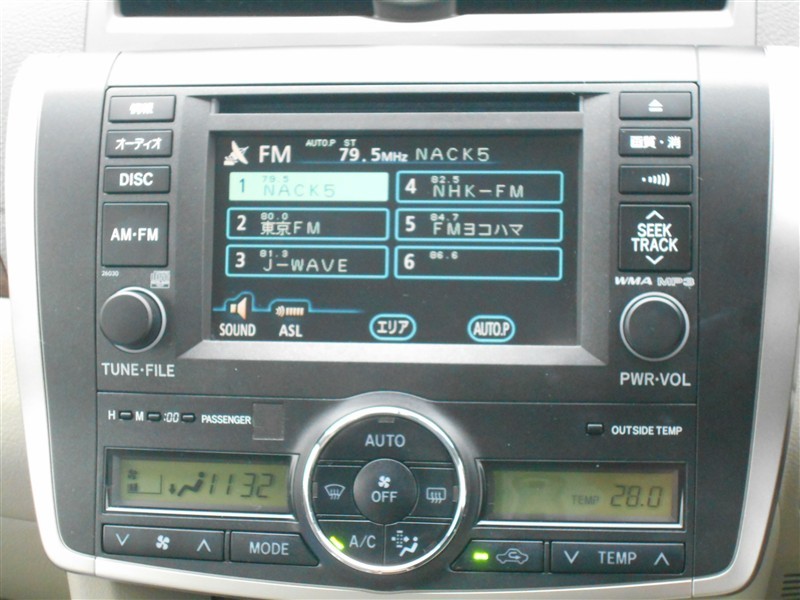 情報
オーディオ
DISC
AM・FM
26030
TUNE・FILE
画質・消
SEEK
TRACK
WMA MP3
PWR・VOL
FM AUTO.P ST 79.5MHz NACK5
1 79.5 NACK5
4 82.5 NHK-FM
2 80.0 東京FM
5 84.7 FMヨコハマ
3 81.3 J-WAVE
6 86.6
SOUND ASL エリア AUTO.P
H M :00 PASSENGER
OUTSIDE TEMP
AUTO
OFF
A/C
11:32
TEMP 28.0
MODE
TEMP